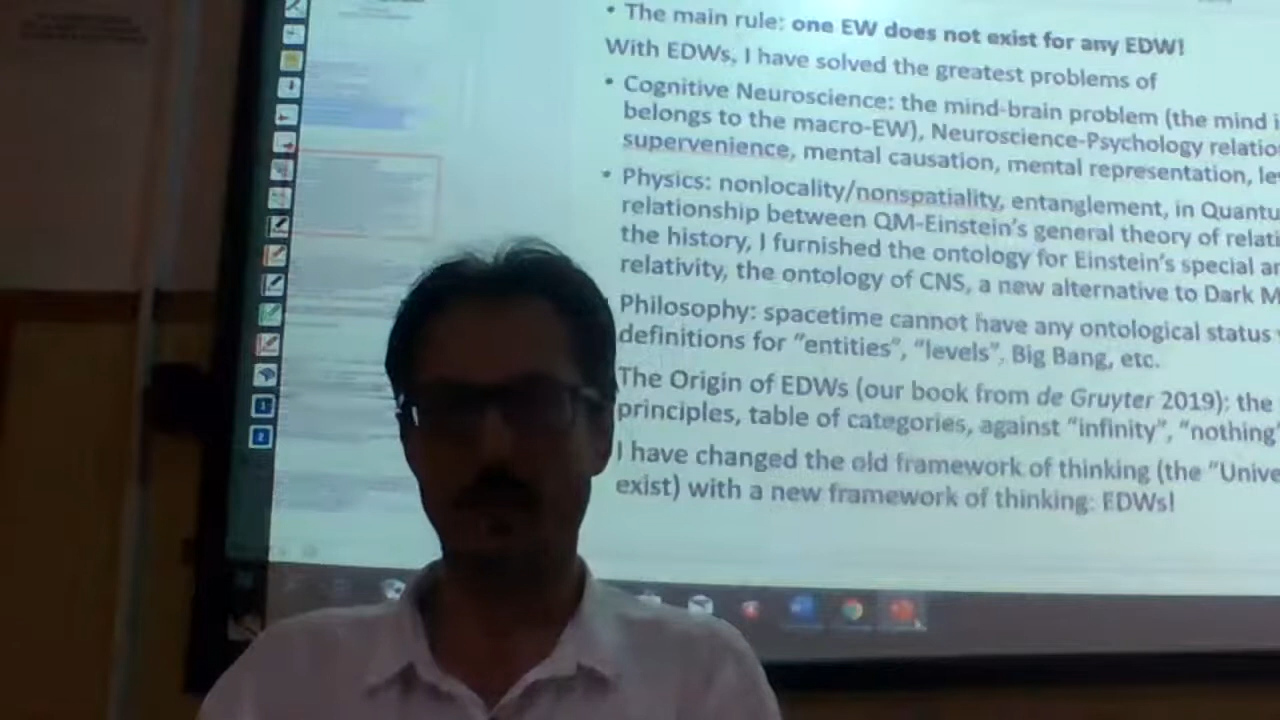 • The main rule: one EW does not exist for any EDW!
With EDWs, I have solved the greatest problems of
• Cognitive Neuroscience: the mind-brain problem (the mind i
belongs to the macro-EW), Neuroscience-Psychology relatio
supervenience, mental causation, mental representation, le
• Physics: nonlocality/nonspatiality, entanglement, in Quantu
relationship between QM-Einstein's general theory of relati
the history, I furnished the ontology for Einstein's special a
relativity, the ontology of CNS, a new alternative to Dark M
Philosophy: spacetime cannot have any ontological status
definitions for "entities", "levels", Big Bang, etc.
The Origin of EDWs (our book from de Gruyter 2019): the
principles, table of categories, against "infinity", "nothing"
I have changed the old framework of thinking (the "Unive
exist) with a new framework of thinking: EDWs!
1
2